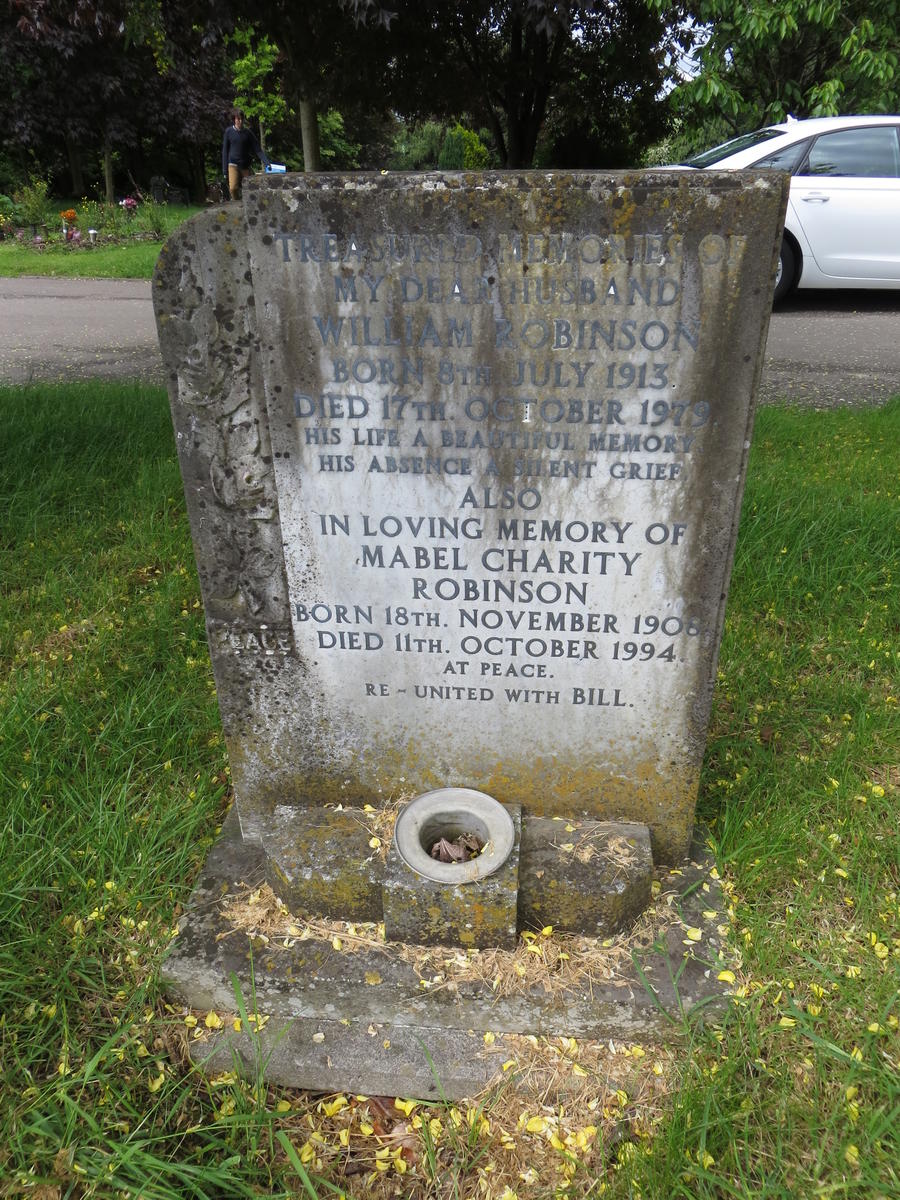 TREASURED MEMORIES OF
MY DEAR HUSBAND
WILLIAM ROBINSON
BORN 8TH. JULY 1913
DIED 17TH. OCTOBER 1979
HIS LIFE A BEAUTIFUL MEMORY
HIS ABSENCE A SILENT GRIEF
ALSO
IN LOVING MEMORY OF
MABEL CHARITY
ROBINSON
BORN 18TH. NOVEMBER 1908.
DIED 11TH. OCTOBER 1994.
AT PEACE.
RE-UNITED WITH BILL.